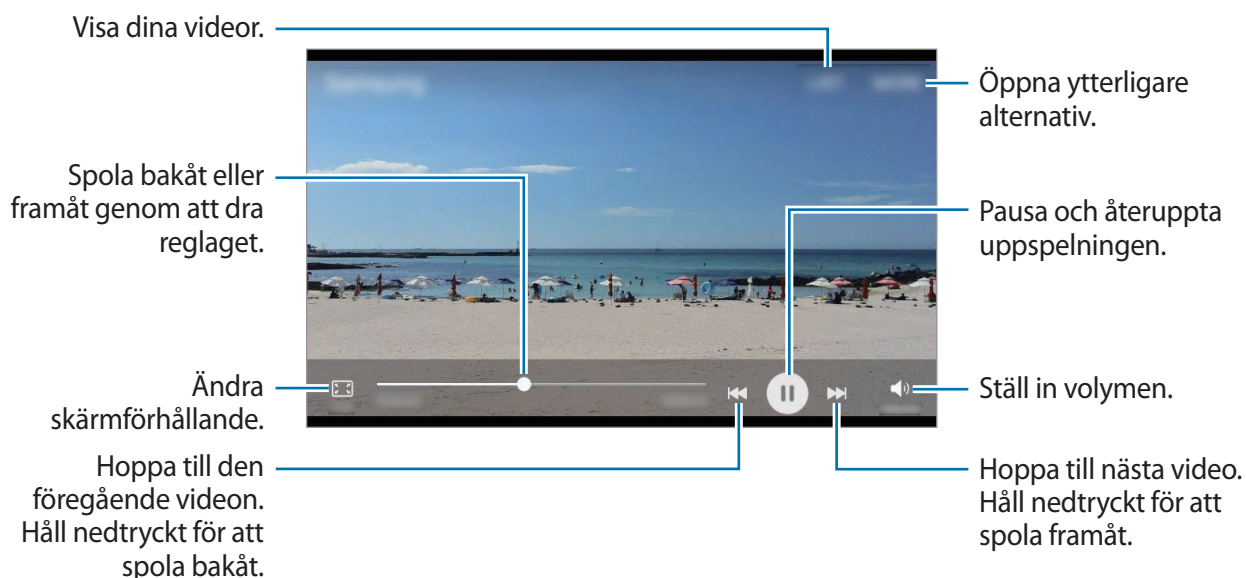 Visa dina videor.
Öppna ytterligare
alternativ.
Spola bakåt eller
framåt genom att dra
reglaget.
Pausa och återuppta
uppspelningen.
Ändra
skärmförhållande.
Ställ in volymen.
Hoppa till den
föregående videon.
Håll nedtryckt för att
spola bakåt.
Hoppa till nästa video.
Håll nedtryckt för att
spola framåt.